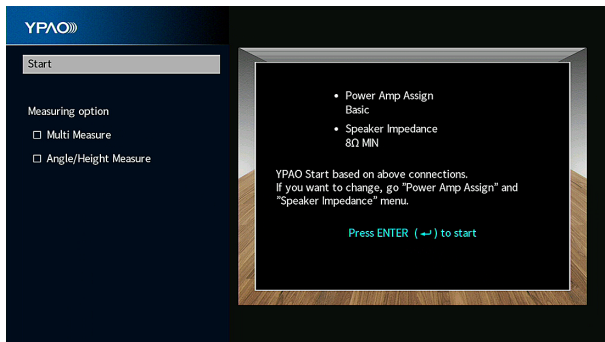 YPAO
Start
Measuring option
Multi Measure
Angle/Height Measure
• Power Amp Assign
Basic
• Speaker Impedance
8Ω MIN
YPAO Start based on above connections.
If you want to change, go ”Power Amp Assign” and
”Speaker Impedance” menu.
Press ENTER ( ↵ ) to start